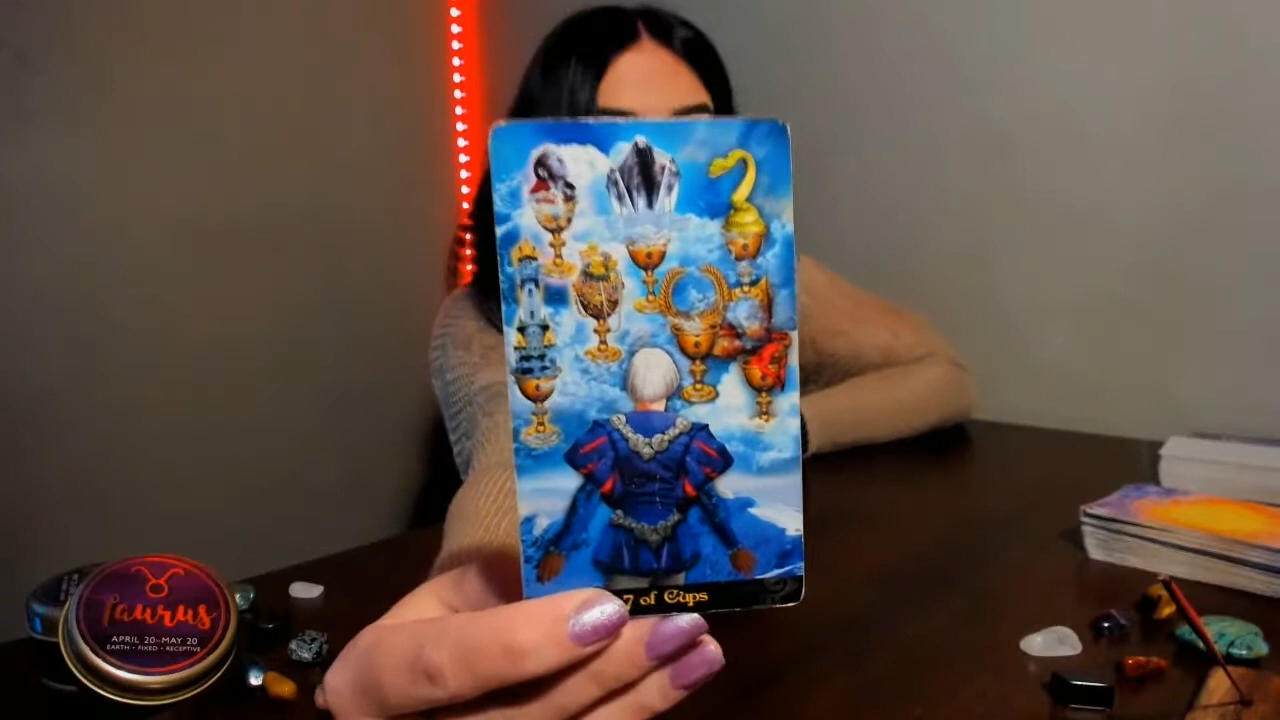 7 of Cups
Taurus
APRIL 20–MAY 20
EARTH • FIXED • RECEPTIVE